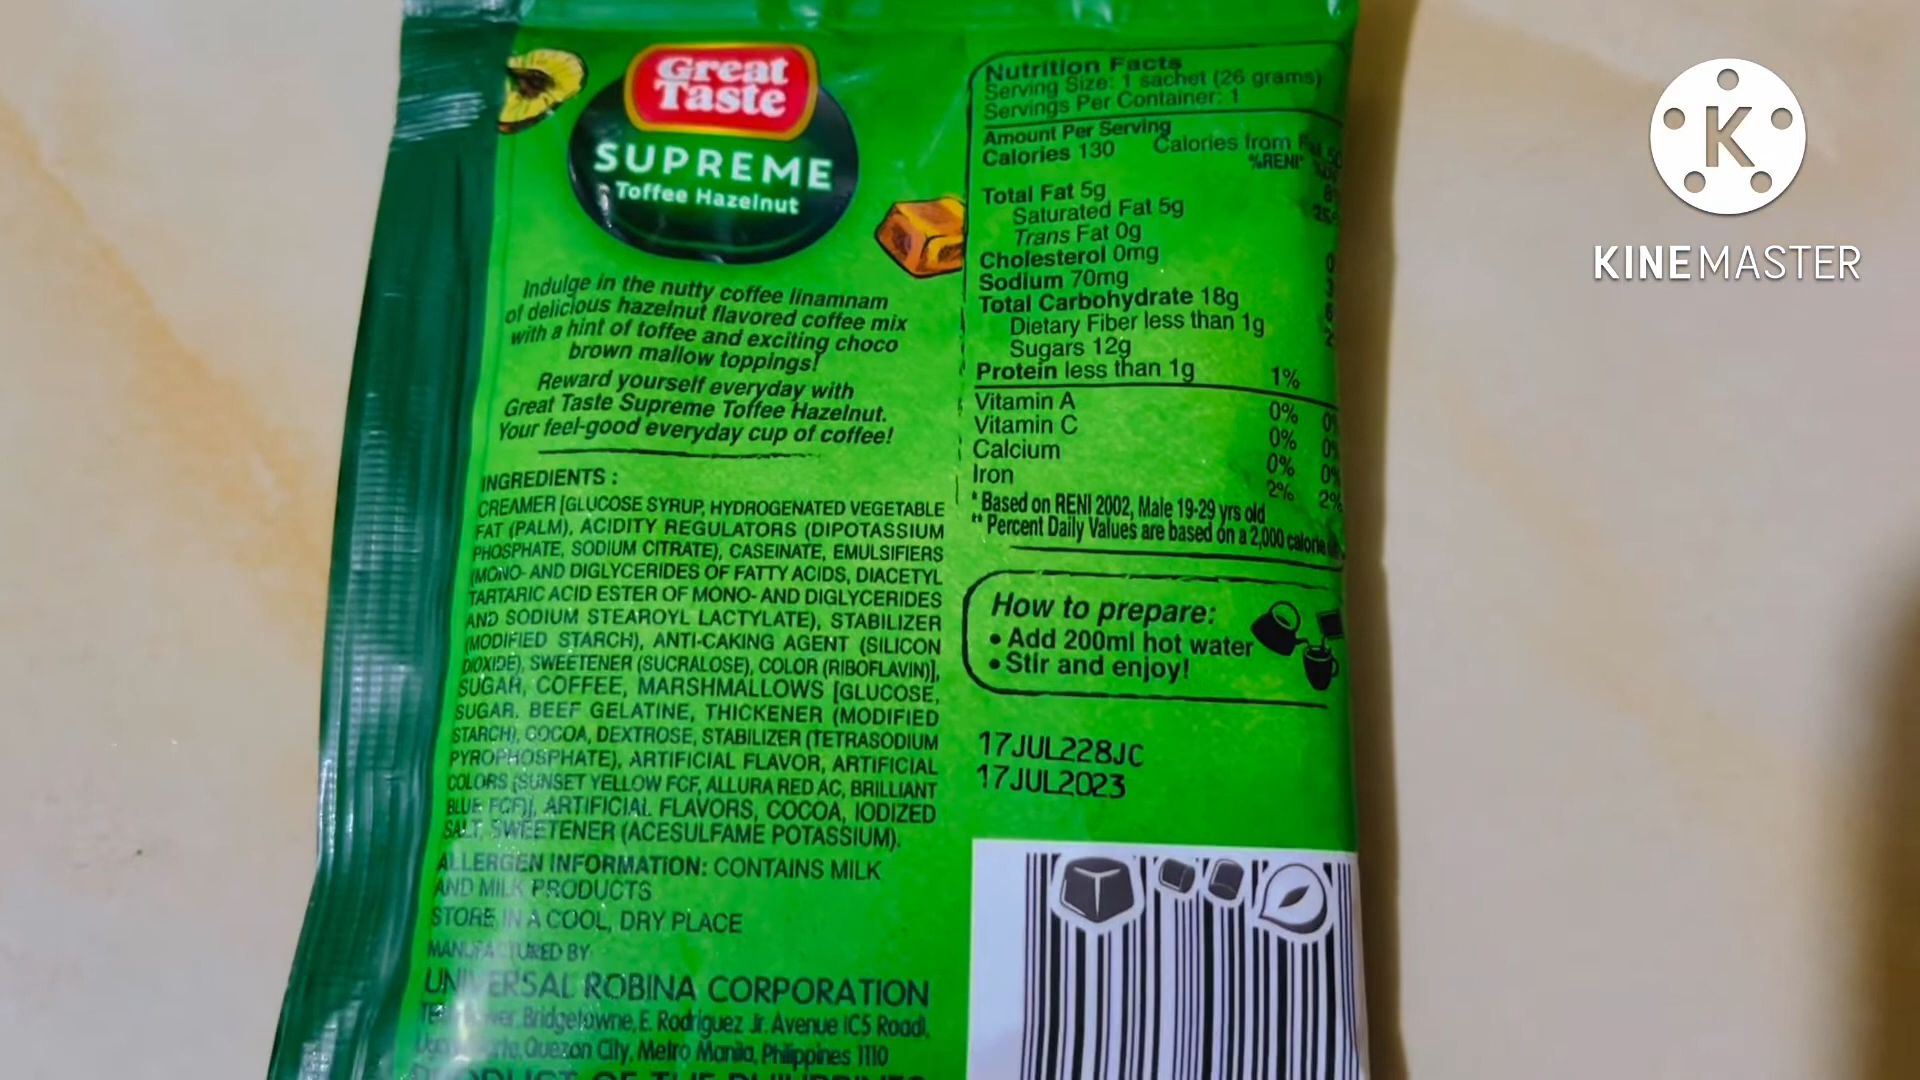 Great
Taste
SUPREME
Toffee Hazelnut
Indulge in the nutty coffee linamnam
of delicious hazelnut flavored coffee mix
with a hint of toffee and exciting choco
brown mallow toppings!
Reward yourself everyday with
Great Taste Supreme Toffee Hazelnut.
Your feel-good everyday cup of coffee!
INGREDIENTS :
CREAMER [GLUCOSE SYRUP, HYDROGENATED VEGETABLE
FAT (PALM), ACIDITY REGULATORS (DIPOTASSIUM
PHOSPHATE, SODIUM CITRATE), CASEINATE, EMULSIFIERS
(MONO- AND DIGLYCERIDES OF FATTY ACIDS, DIACETYL
TARTARIC ACID ESTER OF MONO- AND DIGLYCERIDES
AND SODIUM STEAROYL LACTYLATE), STABILIZER
(MODIFIED STARCH), ANTI-CAKING AGENT (SILICON
DIOXIDE), SWEETENER (SUCRALOSE), COLOR (RIBOFLAVIN)],
SUGAR, COFFEE, MARSHMALLOWS [GLUCOSE,
SUGAR, BEEF GELATINE, THICKENER (MODIFIED
STARCH), COCOA, DEXTROSE, STABILIZER (TETRASODIUM
PYROPHOSPHATE), ARTIFICIAL FLAVOR, ARTIFICIAL
COLORS (SUNSET YELLOW FCF, ALLURA RED AC, BRILLIANT
BLUE FCF)], ARTIFICIAL FLAVORS, COCOA, IODIZED
SALT, SWEETENER (ACESULFAME POTASSIUM).
ALLERGEN INFORMATION: CONTAINS MILK
AND MILK PRODUCTS
STORE IN A COOL, DRY PLACE
MANUFACTURED BY:
UNIVERSAL ROBINA CORPORATION
Bridgetowne, E. Rodriguez Jr. Avenue (C5 Road),
Quezon City, Metro Manila, Philippines 1110
PRODUCT OF THE PHILIPPINES
Nutrition Facts
Serving Size: 1 sachet (26 grams)
Servings Per Container: 1
Amount Per Serving
Calories 130 Calories from Fat 50
%RENI*
Total Fat 5g
Saturated Fat 5g
Trans Fat 0g
Cholesterol 0mg
Sodium 70mg
Total Carbohydrate 18g
Dietary Fiber less than 1g
Sugars 12g
Protein less than 1g 1%
Vitamin A 0% 0%
Vitamin C 0% 0%
Calcium 0% 0%
Iron 2% 2%
* Based on RENI 2002, Male 19-29 yrs old
** Percent Daily Values are based on a 2,000 calorie
How to prepare:
• Add 200ml hot water
• Stir and enjoy!
17JUL228JC
17JUL2023
K
KINEMASTER